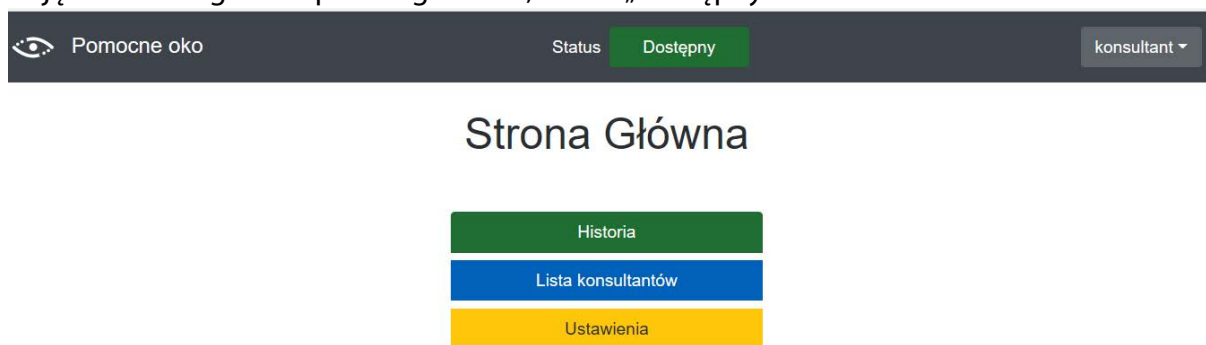 Pomocne oko Status Dostępny konsultant
Strona Główna
Historia
Lista konsultantów
Ustawienia